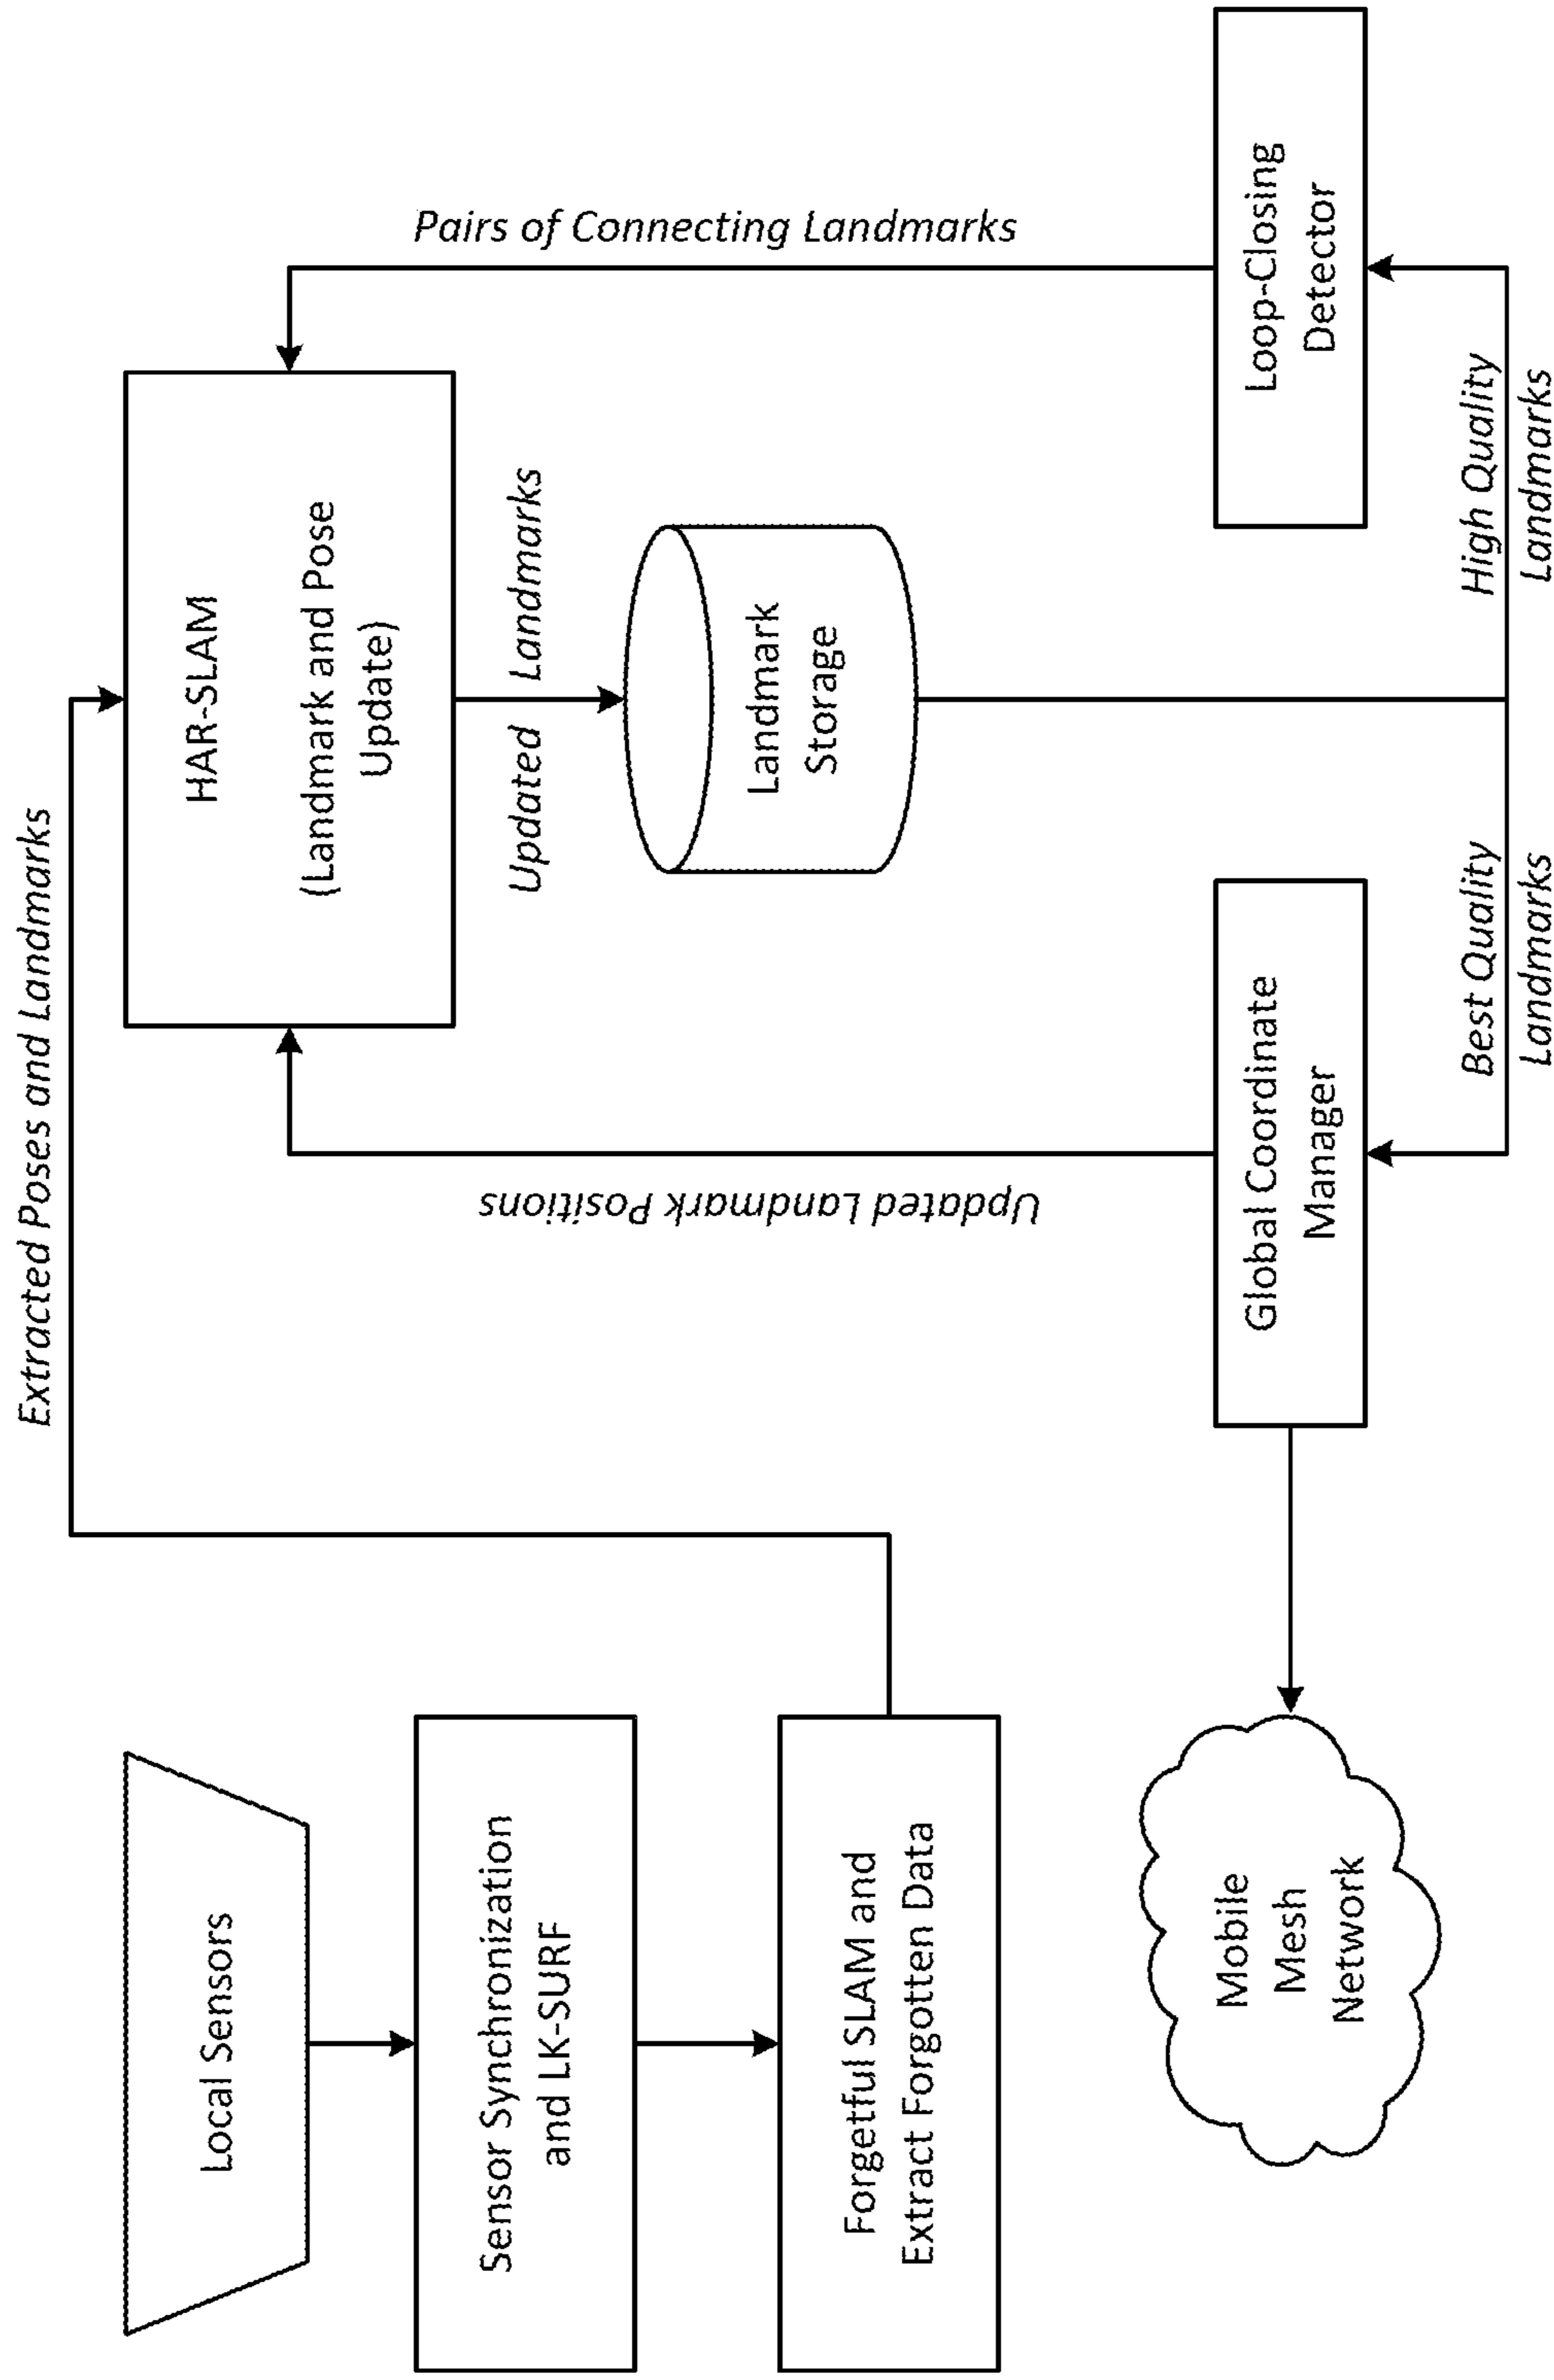 Local Sensors
Sensor Synchronization
and LK-SURF
Forgetful SLAM and
Extract Forgotten Data
Mobile
Mesh
Network
Extracted Poses and Landmarks
HAR-SLAM
(Landmark and Pose
Update)
Updated Landmarks
Landmark
Storage
Updated Landmark Positions
Pairs of Connecting Landmarks
Global Coordinate
Manager
Loop-Closing
Detector
Best Quality
Landmarks
High Quality
Landmarks